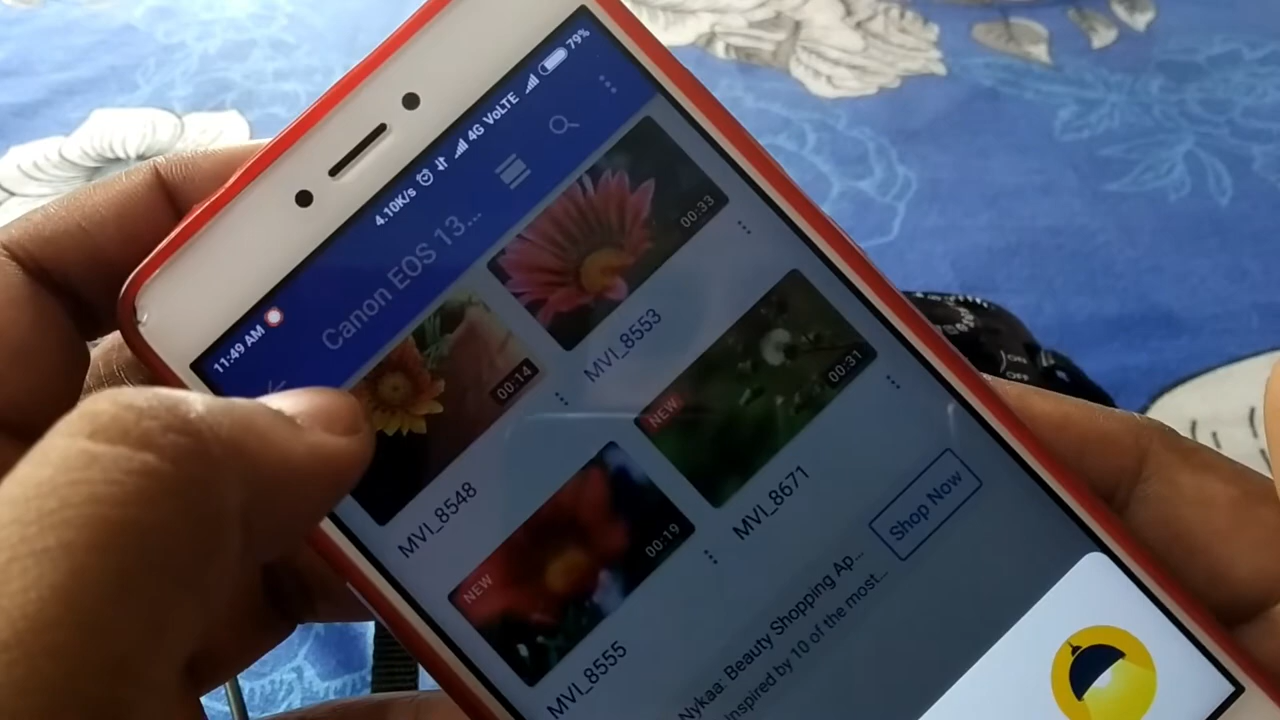 11:49 AM
4.10K/s 4G VoLTE 79%
Canon EOS 13...
00:14
00:33
MVI_8548
MVI_8553
NEW
00:19
NEW
00:31
MVI_8555
MVI_8671
Nykaa: Beauty Shopping Ap...
Inspired by 10 of the most...
Shop Now